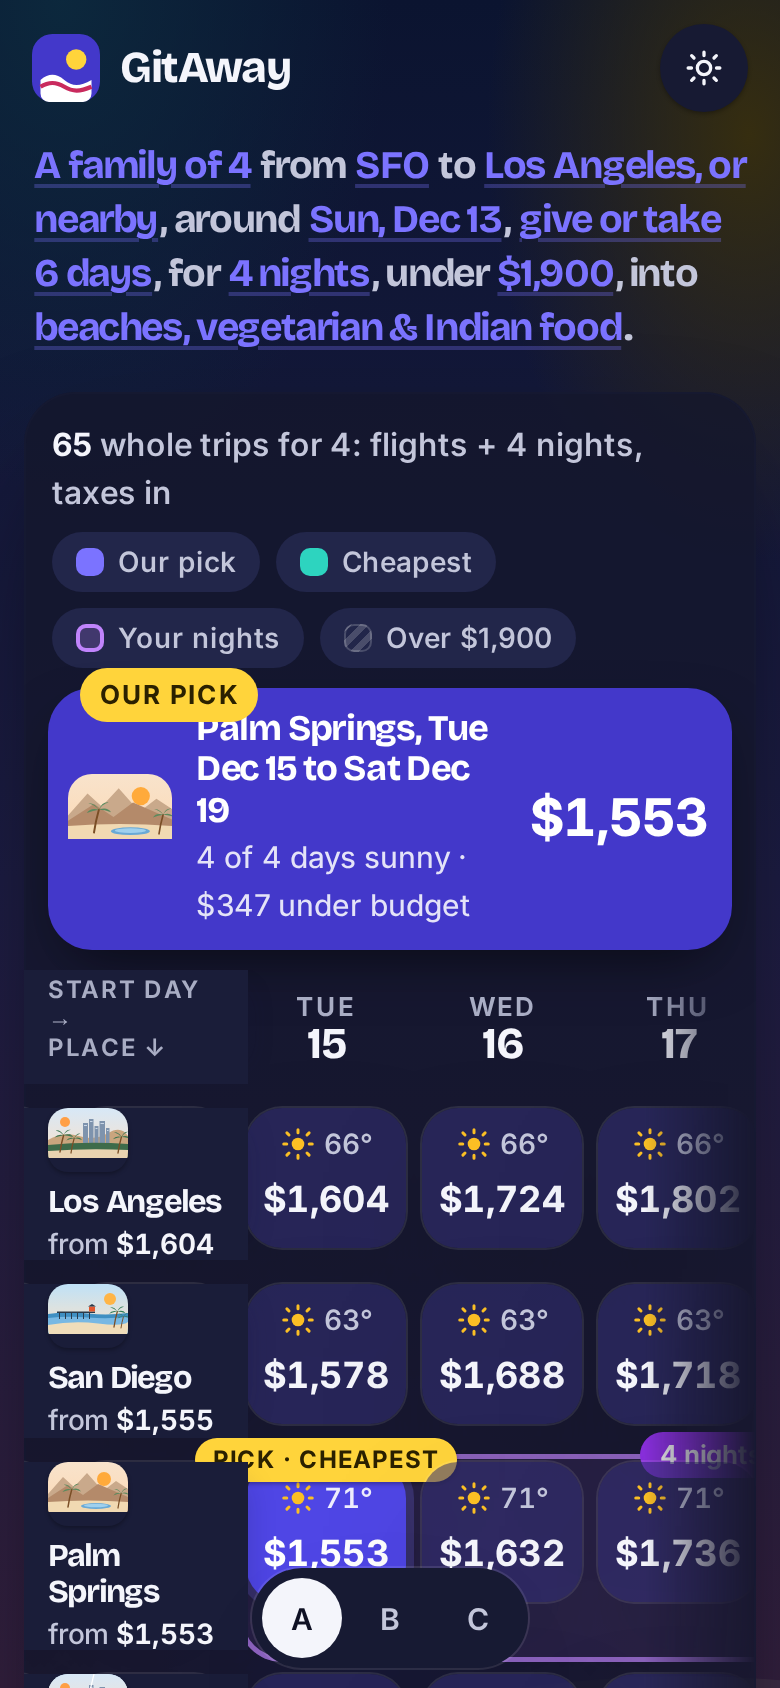 GitAway
A family of 4 from SFO to Los Angeles, or
nearby, around Sun, Dec 13, give or take
6 days, for 4 nights, under $1,900, into
beaches, vegetarian & Indian food.
65 whole trips for 4: flights + 4 nights,
taxes in
Our pick
Cheapest
Your nights
Over $1,900
OUR PICK
Palm Springs, Tue
Dec 15 to Sat Dec
19
4 of 4 days sunny ·
$347 under budget
$1,553
START DAY
→
PLACE ↓
TUE
15
WED
16
THU
17
Los Angeles
from $1,604
66°
$1,604
66°
$1,724
66°
$1,802
San Diego
from $1,555
63°
$1,578
63°
$1,688
63°
$1,718
PICK · CHEAPEST
4 nights
Palm
Springs
from $1,553
71°
$1,553
71°
$1,632
71°
$1,736
A
B
C